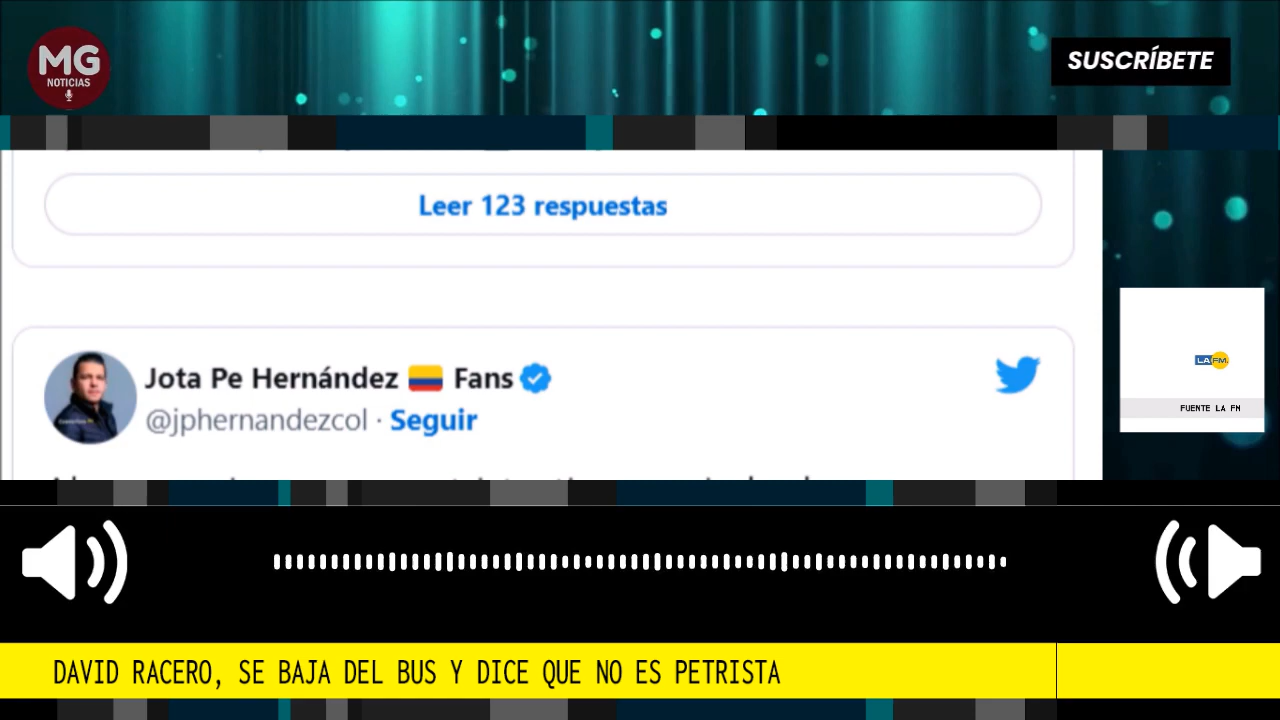 MG
NOTICIAS
SUSCRÍBETE
Leer 123 respuestas
Jota Pe Hernández 🇨🇴 Fans
@jphernandezcol · Seguir
LA FM.
FUENTE LA FM
DAVID RACERO, SE BAJA DEL BUS Y DICE QUE NO ES PETRISTA